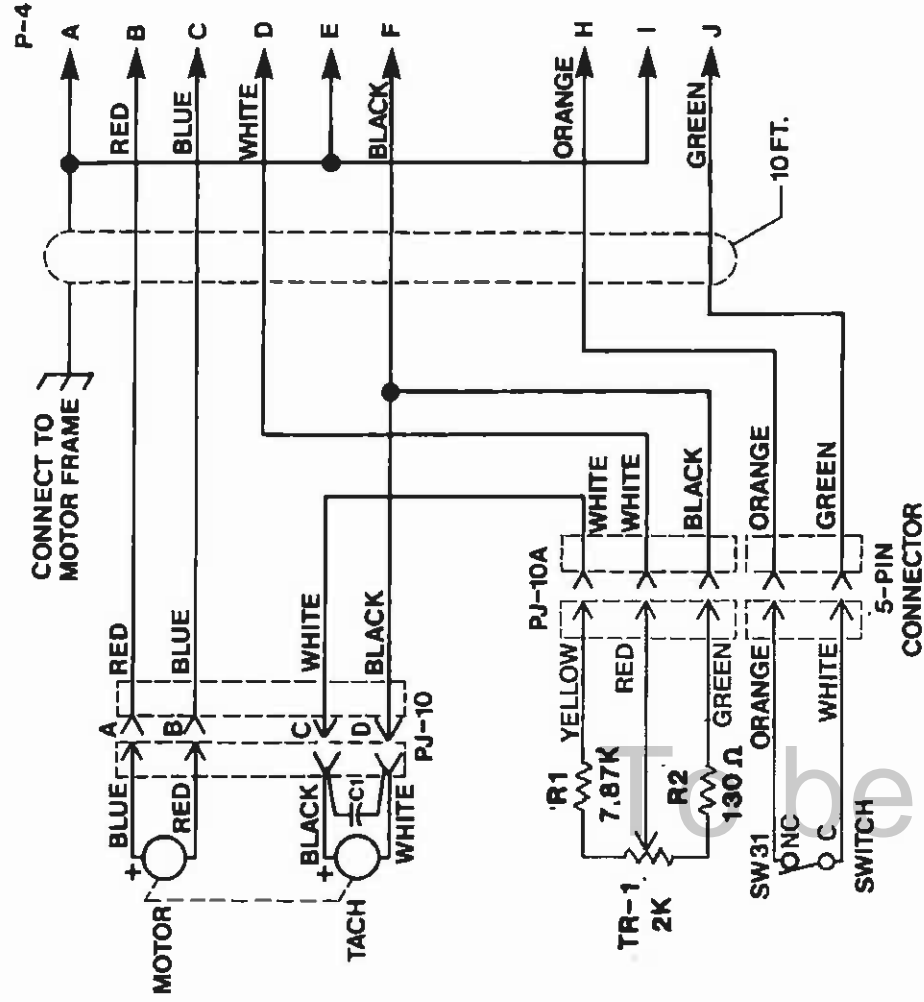 P-4
A
B
C
D
E
F
H
I
J
RED
BLUE
WHITE
BLACK
ORANGE
GREEN
10 FT.
CONNECT TO
MOTOR FRAME
RED
BLUE
WHITE
BLACK
A
B
C
D
PJ-10
BLUE
RED
BLACK
WHITE
+
MOTOR
+
TACH
C1
WHITE
WHITE
BLACK
ORANGE
GREEN
PJ-10A
5-PIN
CONNECTOR
YELLOW
RED
GREEN
ORANGE
WHITE
'R1
7.87K
R2
130 Ω
TR-1
2K
SW31
NC
C
SWITCH
To be